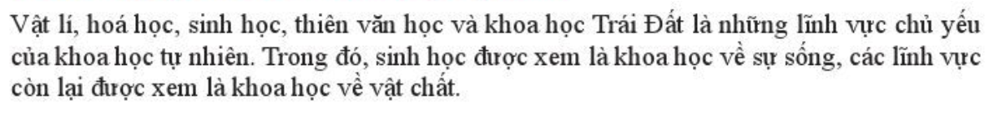 Vật lí, hoá học, sinh học, thiên văn học và khoa học Trái Đất là những lĩnh vực chủ yếu
của khoa học tự nhiên. Trong đó, sinh học được xem là khoa học về sự sống, các lĩnh vực
còn lại được xem là khoa học về vật chất.